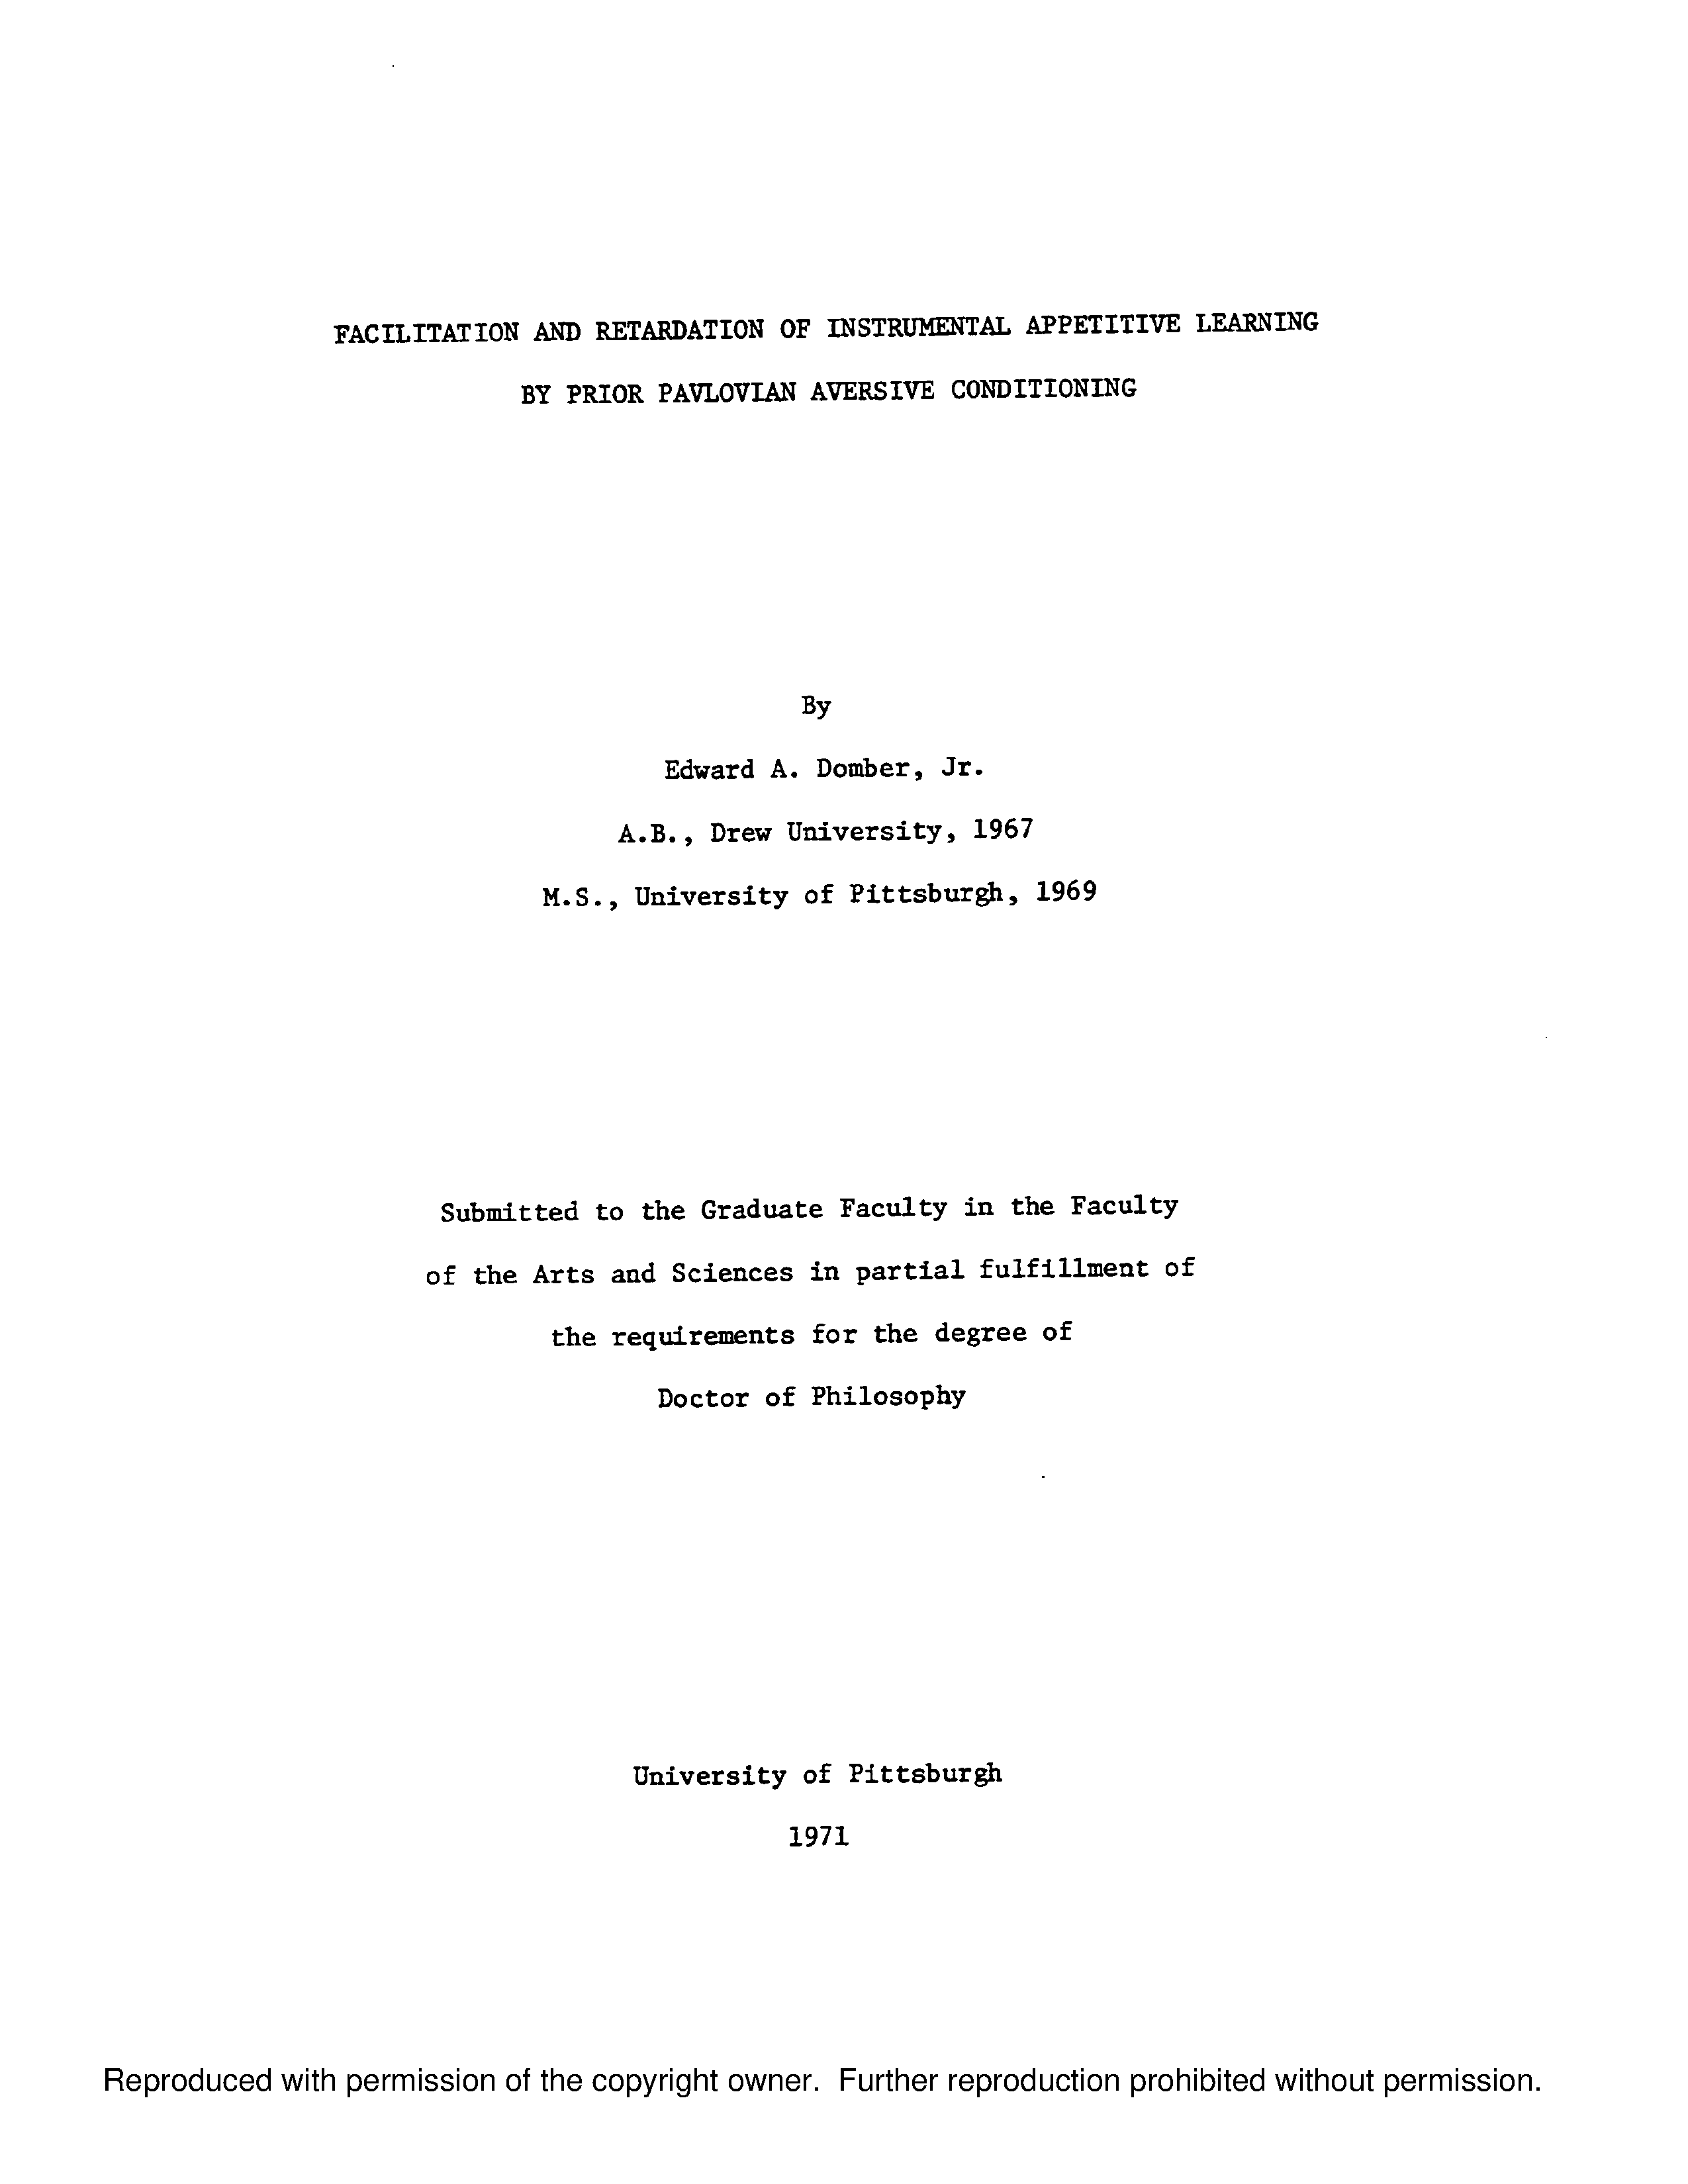 FACILITATION AND RETARDATION OF INSTRUMENTAL APPETITIVE LEARNING
BY PRIOR PAVLOVIAN AVERSIVE CONDITIONING
By
Edward A. Domber, Jr.
A.B., Drew University, 1967
M.S., University of Pittsburgh, 1969
Submitted to the Graduate Faculty in the Faculty
of the Arts and Sciences in partial fulfillment of
the requirements for the degree of
Doctor of Philosophy
University of Pittsburgh
1971
Reproduced with permission of the copyright owner. Further reproduction prohibited without permission.